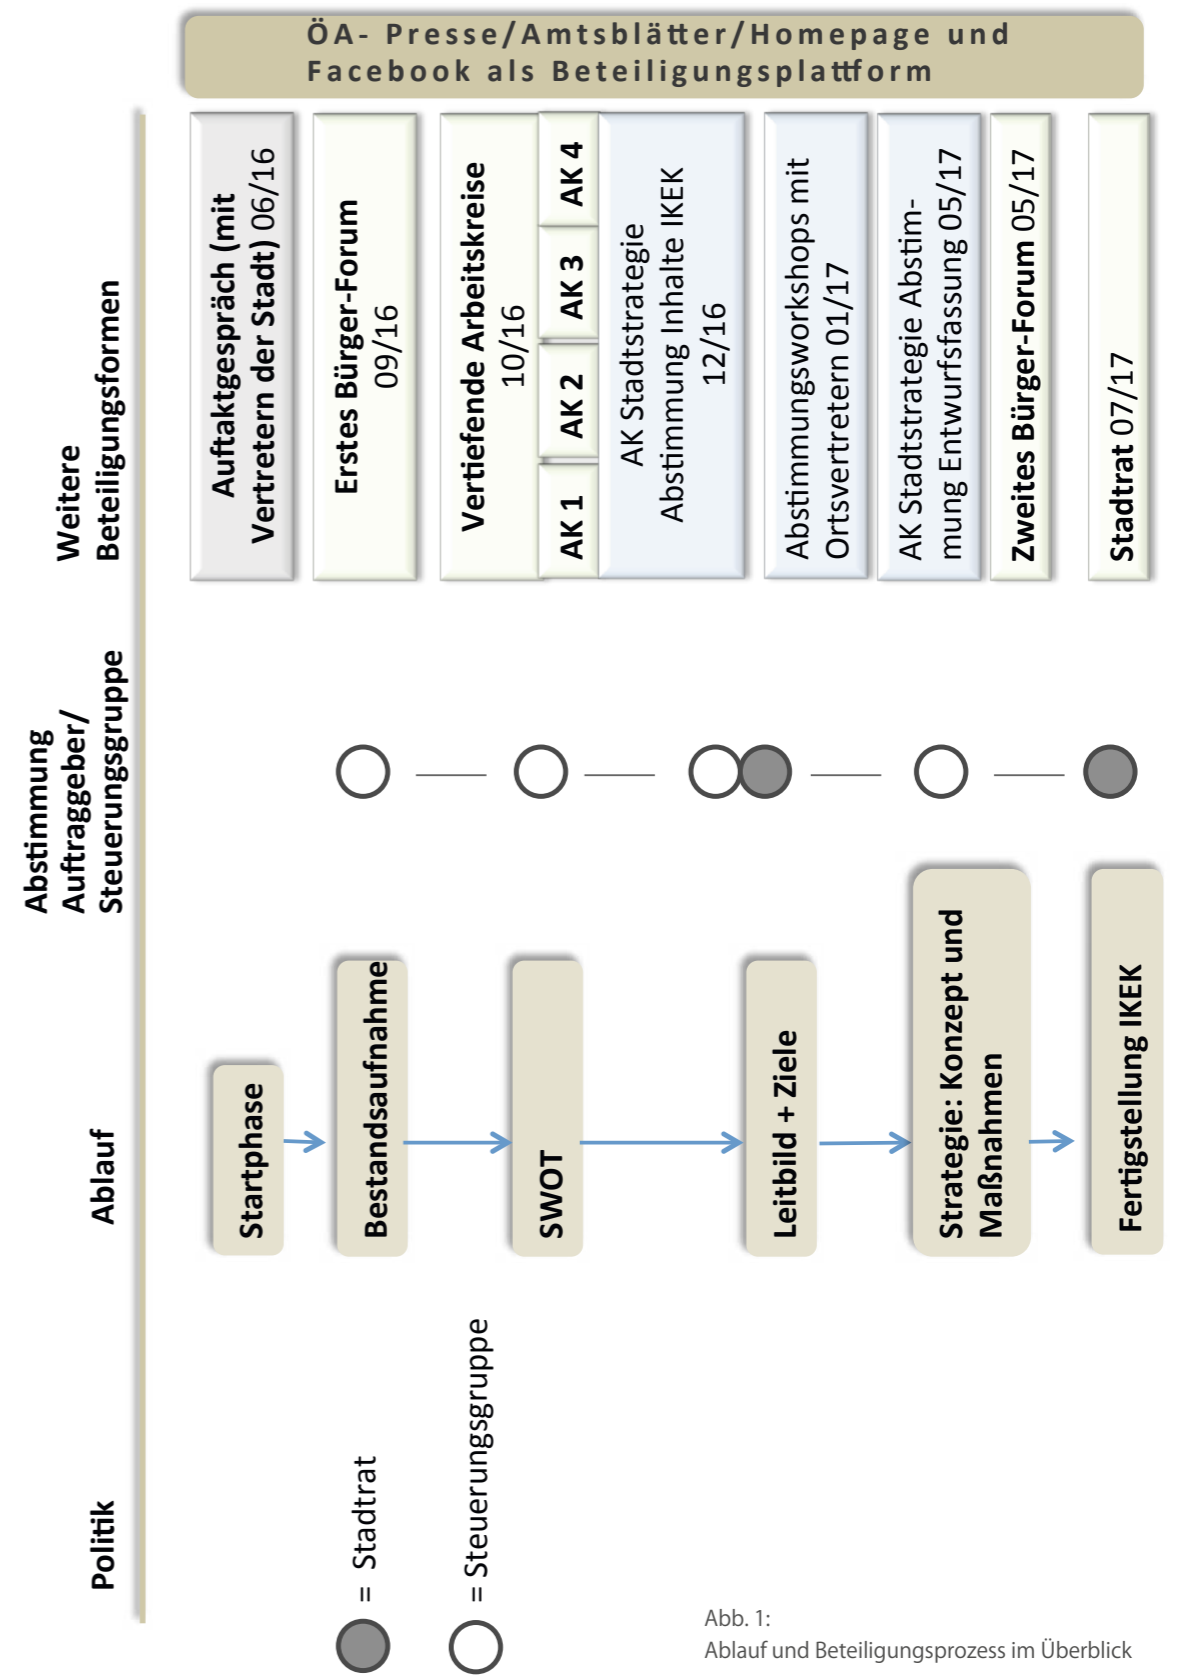 ÖA- Presse/Amtsblätter/Homepage und
Facebook als Beteiligungsplattform
Politik
Ablauf
Abstimmung
Auftraggeber/
Steuerungsgruppe
Weitere
Beteiligungsformen
Startphase
Bestandsaufnahme
SWOT
Leitbild + Ziele
Strategie: Konzept und
Maßnahmen
Fertigstellung IKEK
Auftaktgespräch (mit
Vertretern der Stadt) 06/16
Erstes Bürger-Forum
09/16
Vertiefende Arbeitskreise
10/16
AK 1
AK 2
AK 3
AK 4
AK Stadtstrategie
Abstimmung Inhalte IKEK
12/16
Abstimmungsworkshops mit
Ortsvertretern 01/17
AK Stadtstrategie Abstim-
mung Entwurfsfassung 05/17
Zweites Bürger-Forum 05/17
Stadtrat 07/17
= Stadtrat
= Steuerungsgruppe
Abb. 1:
Ablauf und Beteiligungsprozess im Überblick